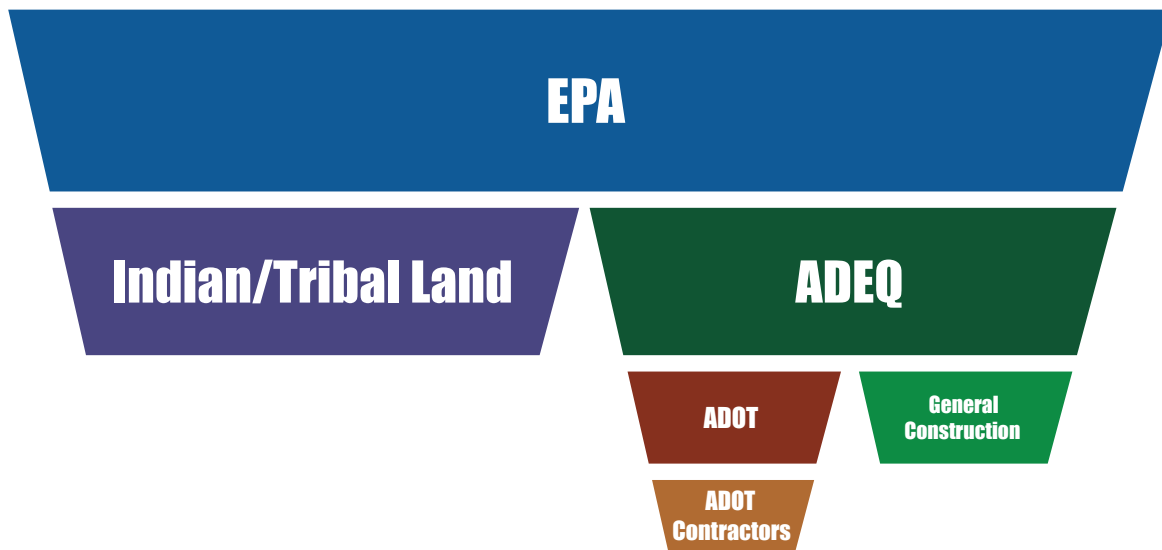 EPA
Indian/Tribal Land
ADEQ
ADOT
General
Construction
ADOT
Contractors